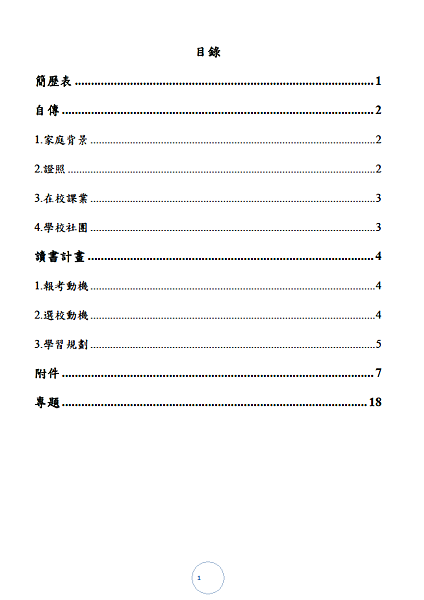 目錄
簡歷表 ........................................................................................... 1
自傳 ................................................................................................ 2
1.家庭背景 ................................................................................................ 2
2.證照 ....................................................................................................... 2
3.在校課業 ................................................................................................ 3
4.學校社團 ................................................................................................ 3
讀書計畫 ........................................................................................ 4
1.報考動機 ................................................................................................ 4
2.選校動機 ................................................................................................ 4
3.學習規劃 ................................................................................................ 5
附件 ................................................................................................ 7
專題 .............................................................................................. 18
1